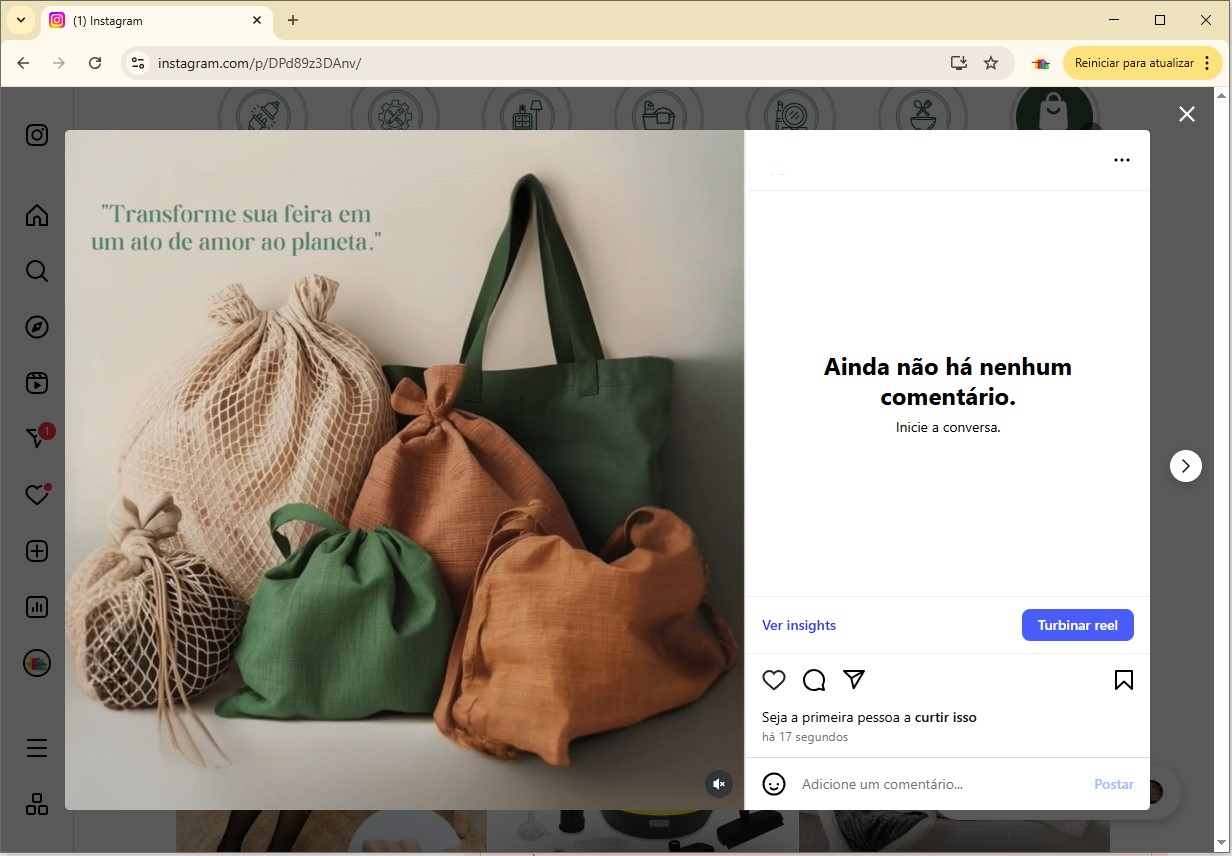 (1) Instagram
instagram.com/p/DPd89z3DAnv/
Reiniciar para atualizar
"Transforme sua feira em
um ato de amor ao planeta."
Ainda não há nenhum
comentário.
Inicie a conversa.
1
Ver insights
Turbinar reel
Seja a primeira pessoa a curtir isso
há 17 segundos
Adicione um comentário...
Postar